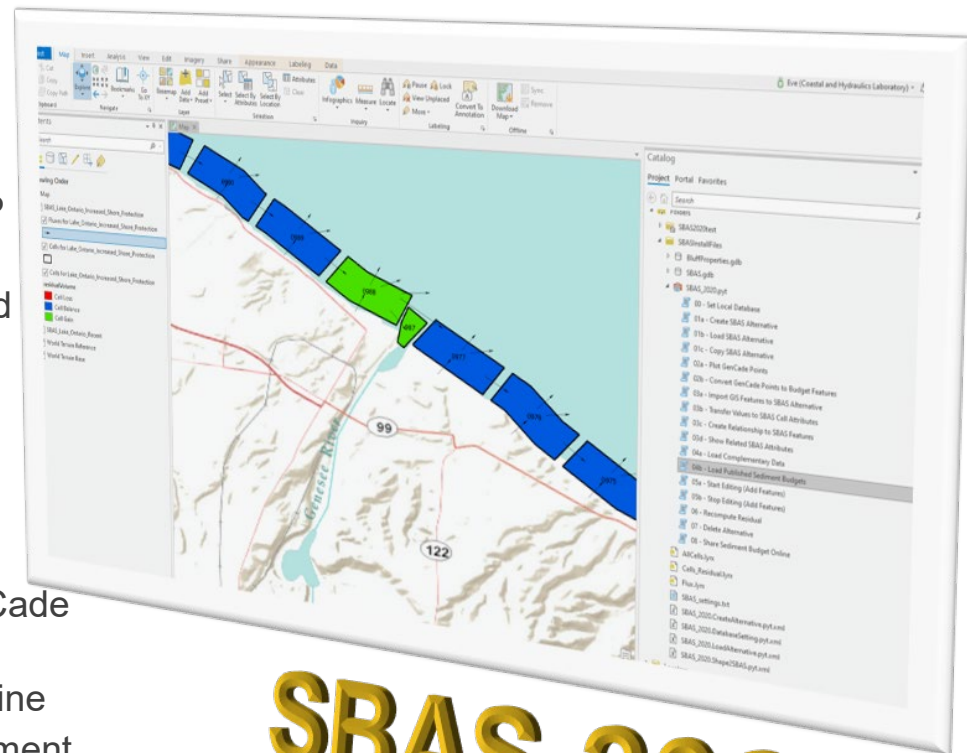 Map Insert Analysis View Edit Imagery Share Appearance Labeling Data
Eve (Coastal and Hydraulics Laboratory)
Cut
Copy
Copy Path
Explore
Bookmarks
Go To XY
Basemap
Add Data
Add Preset
Select
Select By Attributes
Select By Location
Attributes
Clear
Infographics
Measure
Locate
Pause
Lock
View Unplaced
More
Convert To Annotation
Download Map
Sync
Remove
Navigate
Layer
Selection
Inquiry
Labeling
Offline
Map
SBAS_Lake_Ontario_Increased_Shore_Protection
Fluxes for Lake_Ontario_Increased_Shore_Protection
Cells for Lake_Ontario_Increased_Shore_Protection
Cells for Lake_Ontario_Increased_Shore_Protection
Cell Loss
Cell Balance
Cell Gain
SBAS_Lake_Ontario_Recent
World Terrain Reference
World Terrain Base
Map
99
122
Genesee River
Catalog
Project Portal Favorites
Search
Folders
SBAS2020test
SBASInstallFiles
BluffProperties.gdb
SBAS.gdb
SBAS_2020.pyt
00 - Set Local Database
01a - Create SBAS Alternative
01b - Load SBAS Alternative
01c - Copy SBAS Alternative
02a - Plot GenCade Points
02b - Convert GenCade Points to Budget Features
03a - Import GIS Features to SBAS Alternative
03b - Transfer Values to SBAS Cell Attributes
03c - Create Relationship to SBAS Features
03d - Show Related SBAS Attributes
04a - Load Complementary Data
04b - Load Published Sediment Budgets
05a - Start Editing (Add Features)
05b - Stop Editing (Add Features)
06 - Recompute Residual
07 - Delete Alternative
08 - Share Sediment Budget Online
AllCells.lyrx
Cells_Residual.lyrx
Flux.lyrx
SBAS_settings.txt
SBAS_2020.CreateAlternative.pyt.xml
SBAS_2020.DatabaseSetting.pyt.xml
SBAS_2020.LoadAlternative.pyt.xml
SBAS_2020.Shape2SBAS.pyt.xml
d
Cade
ine
ment
SBAS 20